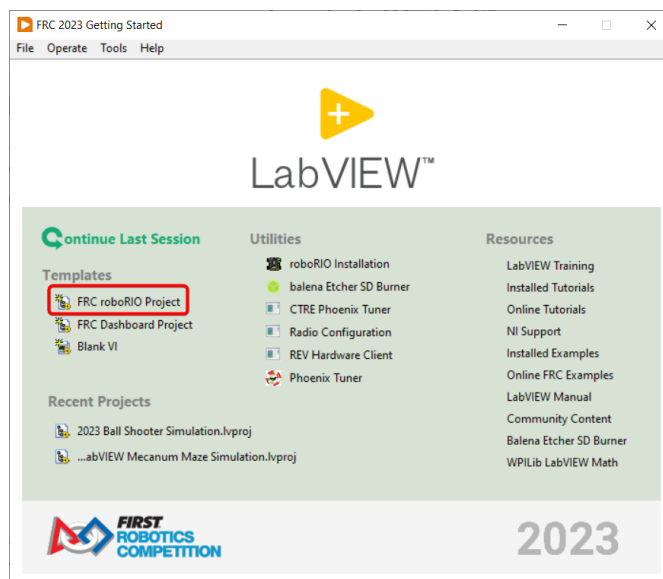 FRC 2023 Getting Started
File Operate Tools Help
LabVIEW™
Continue Last Session
Templates
FRC roboRIO Project
FRC Dashboard Project
Blank VI
Recent Projects
2023 Ball Shooter Simulation.lvproj
...abVIEW Mecanum Maze Simulation.lvproj
Utilities
roboRIO Installation
balena Etcher SD Burner
CTRE Phoenix Tuner
Radio Configuration
REV Hardware Client
Phoenix Tuner
Resources
LabVIEW Training
Installed Tutorials
Online Tutorials
NI Support
Installed Examples
Online FRC Examples
LabVIEW Manual
Community Content
Balena Etcher SD Burner
WPILib LabVIEW Math
FIRST
ROBOTICS
COMPETITION
2023